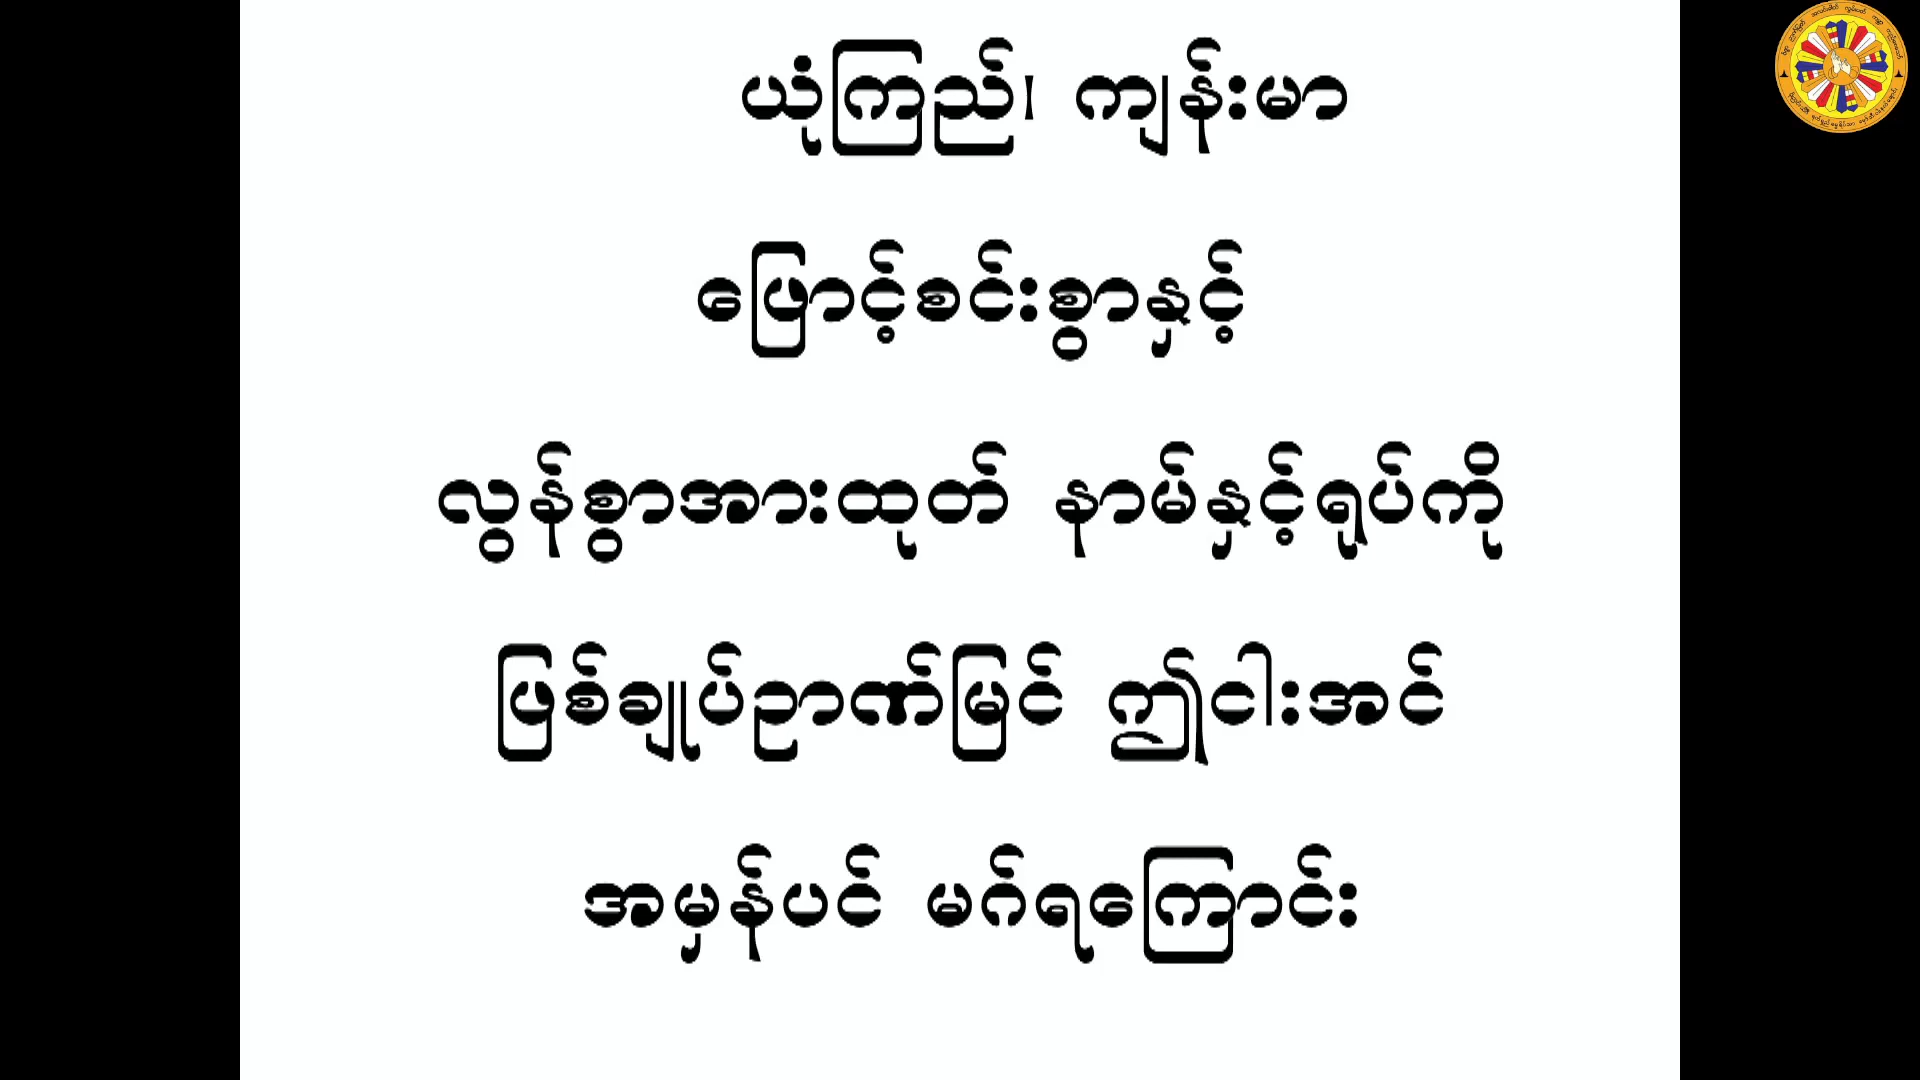 ယုံကြည်၊ ကျန်းမာ
ဖြောင့်စင်းစွာနှင့်
လွန်စွာအားထုတ် နာမ်နှင့်ရုပ်ကို
ဖြစ်ချုပ်ဉာဏ်မြင် ဤငါးအင်
အမှန်ပင် မဂ်ရကြောင်း